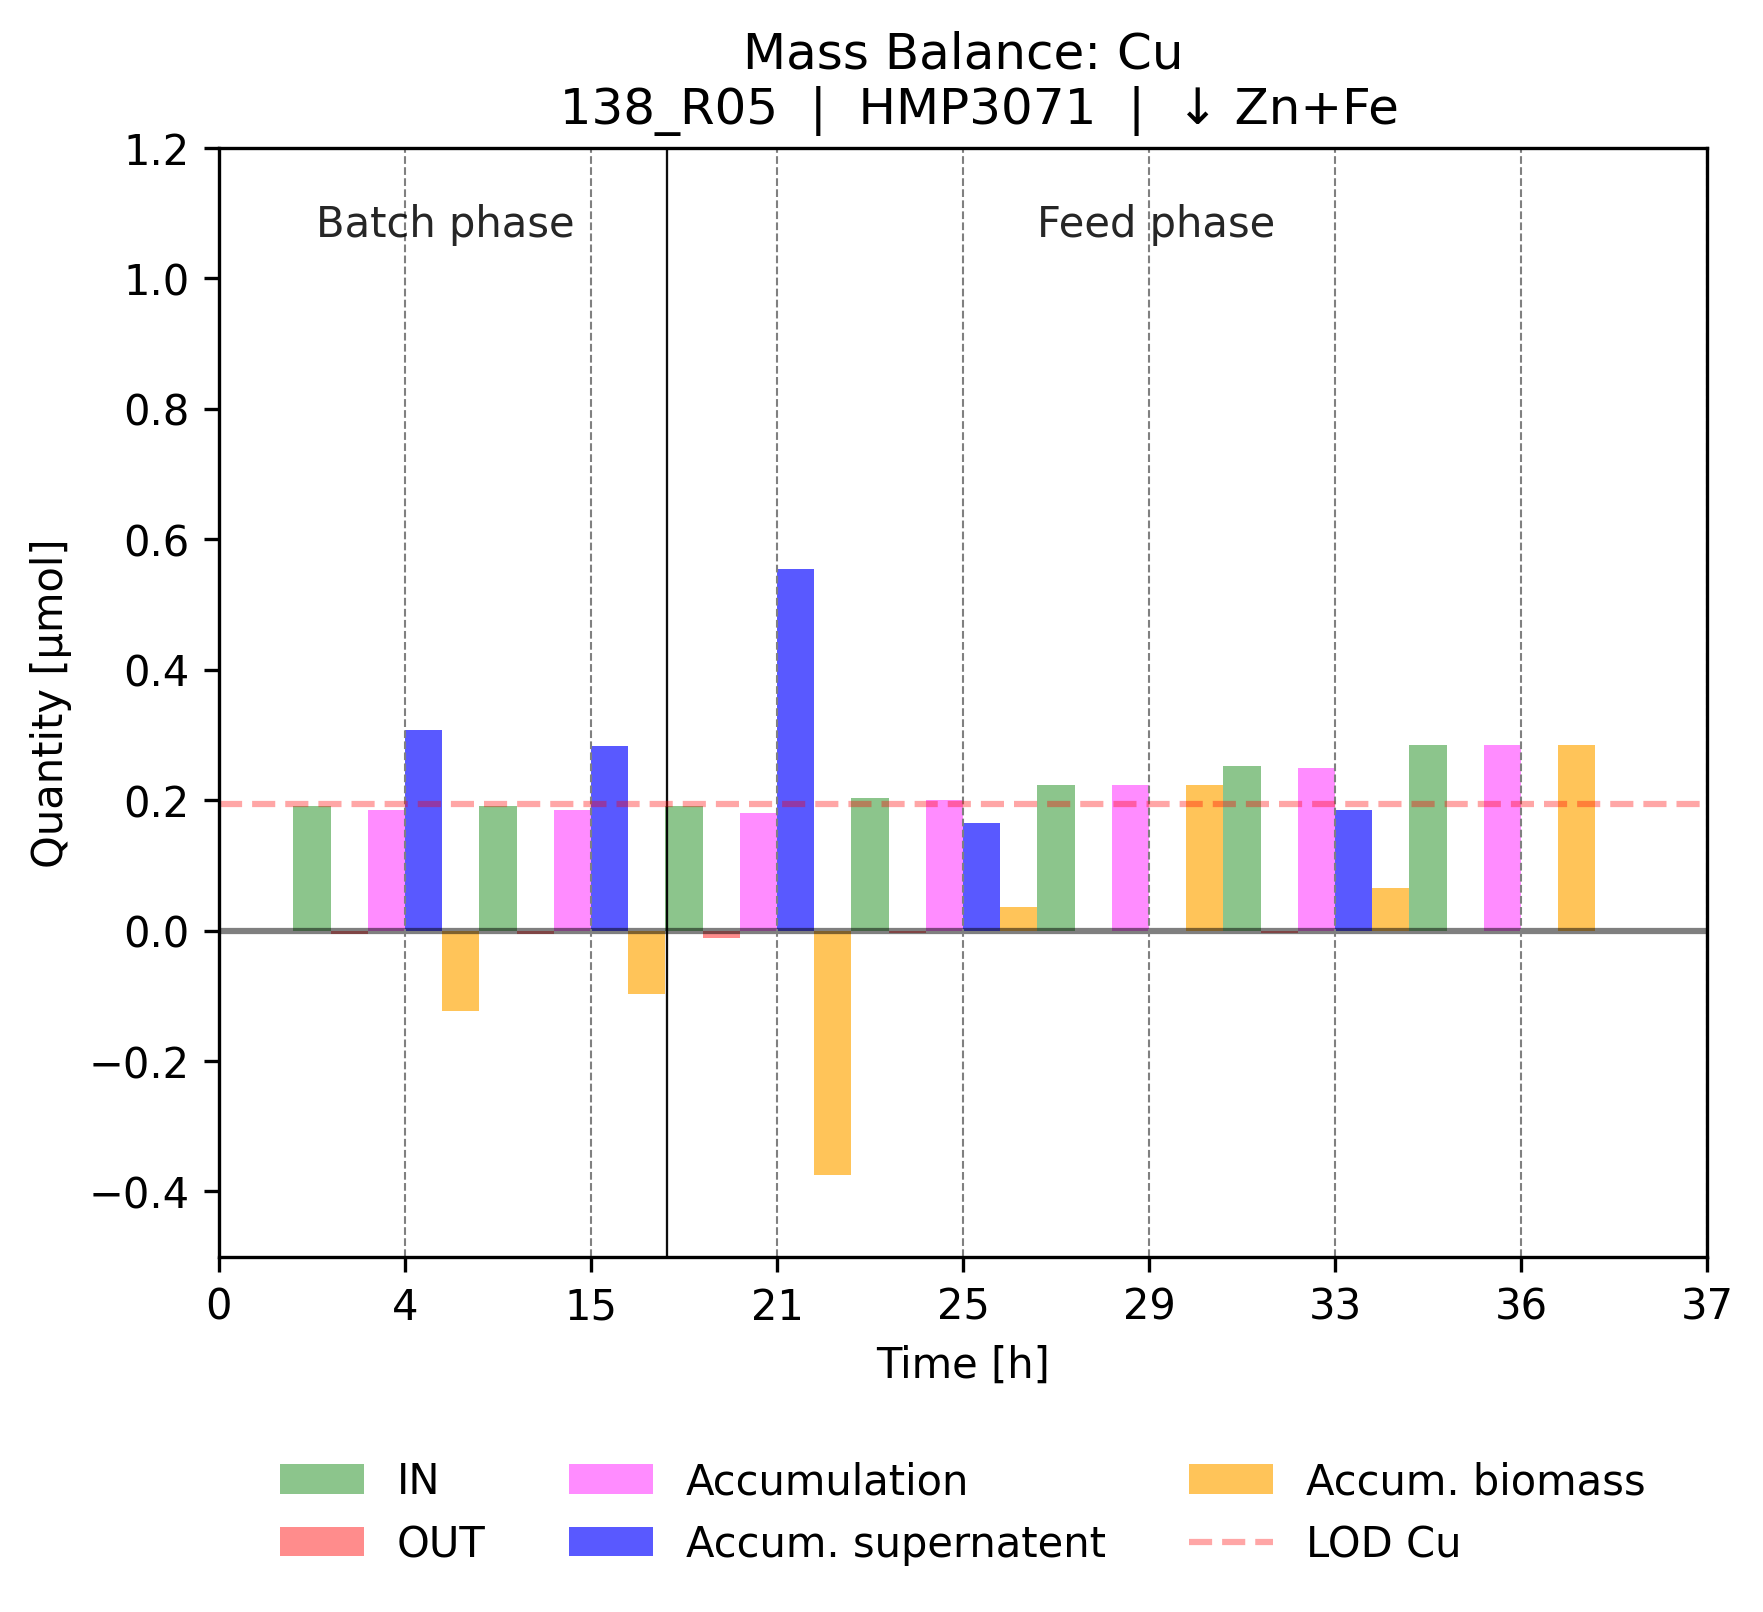 Mass Balance: Cu
138_R05 | HMP3071 | ↓ Zn+Fe
Batch phase
Feed phase
Quantity [µmol]
1.2
1.0
0.8
0.6
0.4
0.2
0.0
−0.2
−0.4
0 4 15 21 25 29 33 36 37
Time [h]
IN
OUT
Accumulation
Accum. supernatent
Accum. biomass
LOD Cu